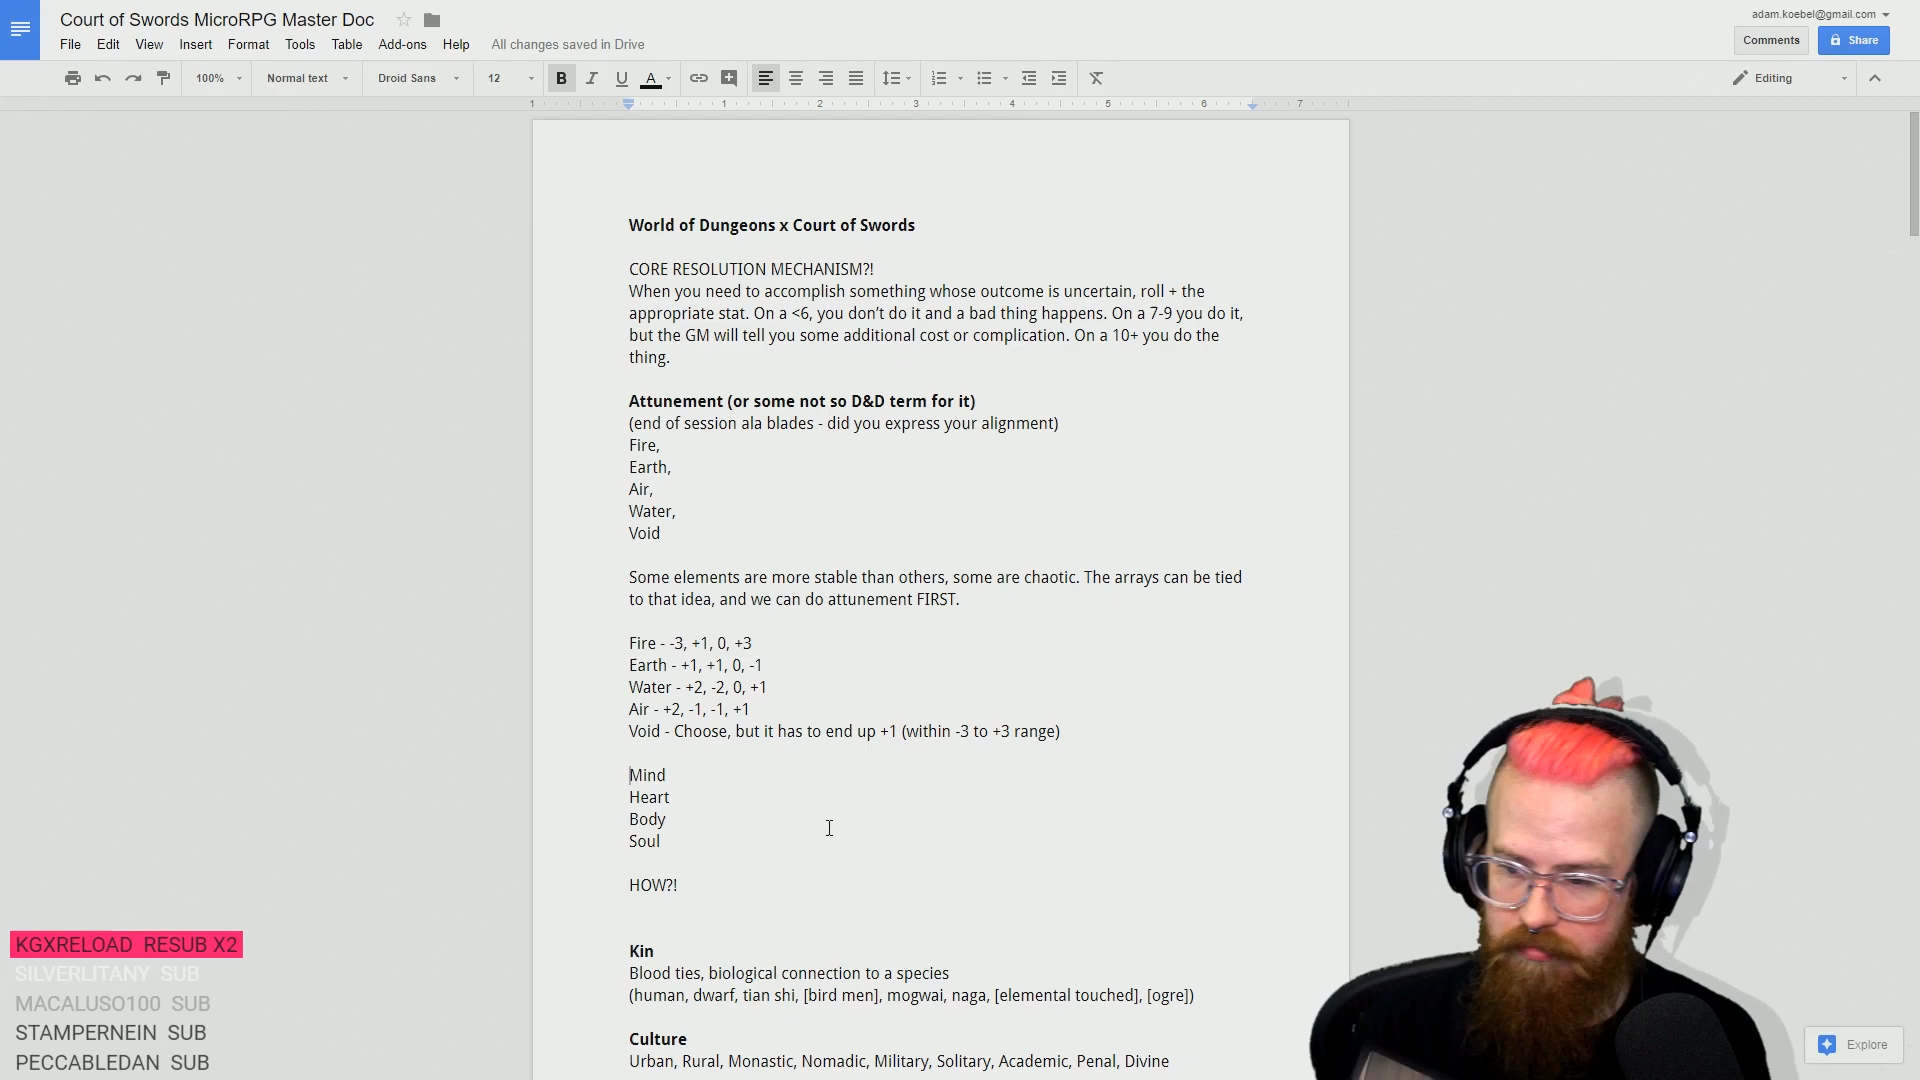 Court of Swords MicroRPG Master Doc
adam.koebel@gmail.com
File Edit View Insert Format Tools Table Add-ons Help All changes saved in Drive
Comments
Share
100% Normal text Droid Sans 12 B I U A
Editing
1 1 2 3 4 5 6 7
World of Dungeons x Court of Swords
CORE RESOLUTION MECHANISM?!
When you need to accomplish something whose outcome is uncertain, roll + the
appropriate stat. On a <6, you don’t do it and a bad thing happens. On a 7-9 you do it,
but the GM will tell you some additional cost or complication. On a 10+ you do the
thing.
Attunement (or some not so D&D term for it)
(end of session ala blades - did you express your alignment)
Fire,
Earth,
Air,
Water,
Void
Some elements are more stable than others, some are chaotic. The arrays can be tied
to that idea, and we can do attunement FIRST.
Fire - -3, +1, 0, +3
Earth - +1, +1, 0, -1
Water - +2, -2, 0, +1
Air - +2, -1, -1, +1
Void - Choose, but it has to end up +1 (within -3 to +3 range)
Mind
Heart
Body
Soul
HOW?!
Kin
Blood ties, biological connection to a species
(human, dwarf, tian shi, [bird men], mogwai, naga, [elemental touched], [ogre])
Culture
Urban, Rural, Monastic, Nomadic, Military, Solitary, Academic, Penal, Divine
KGXRELOAD RESUB X2
SILVERLITANY SUB
MACALUSO100 SUB
STAMPERNEIN SUB
PECCABLEDAN SUB
Explore